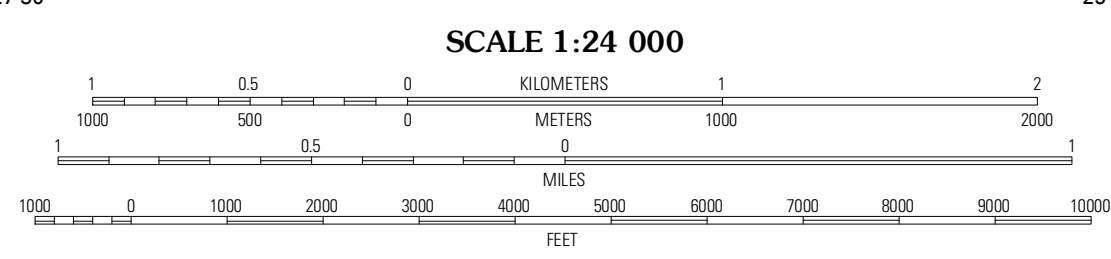 SCALE 1:24 000
1 0.5 0 KILOMETERS 1 2
1000 500 0 METERS 1000 2000
1 0.5 0 1
MILES
1000 0 1000 2000 3000 4000 5000 6000 7000 8000 9000 10000
FEET